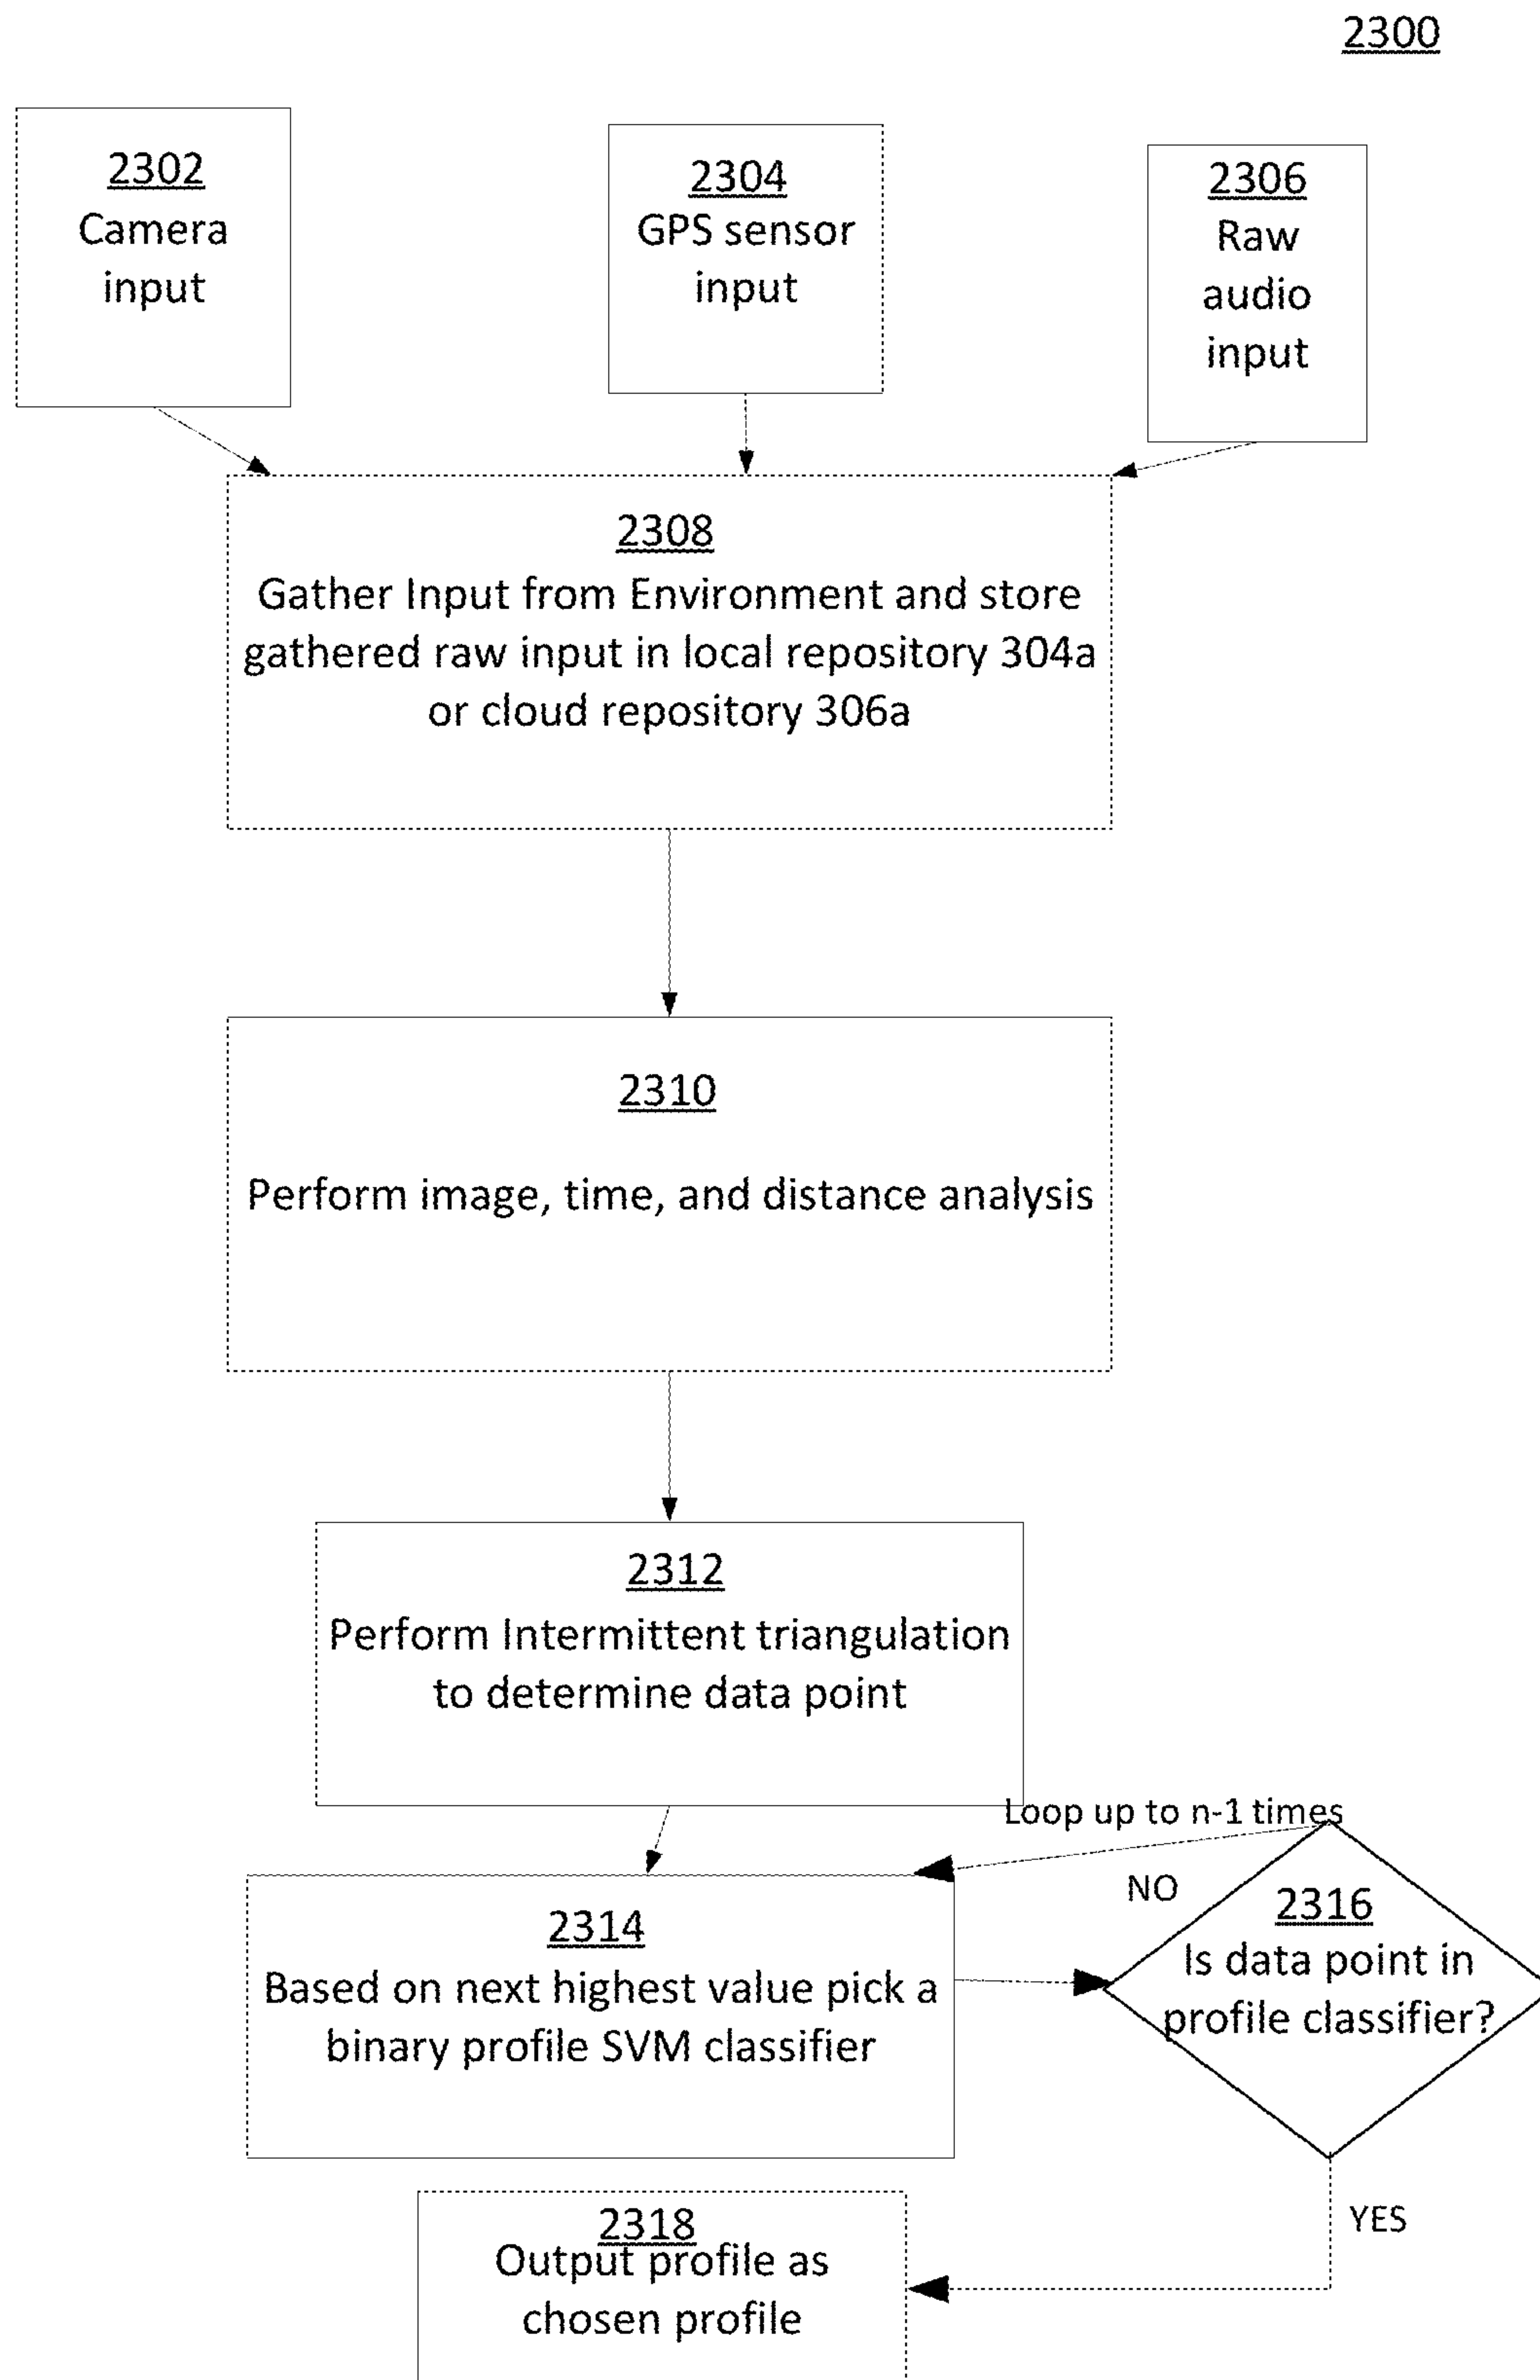 2300
2302
Camera
input
2304
GPS sensor
input
2306
Raw
audio
input
2308
Gather Input from Environment and store
gathered raw input in local repository 304a
or cloud repository 306a
2310
Perform image, time, and distance analysis
2312
Perform Intermittent triangulation
to determine data point
Loop up to n-1 times
NO
2314
Based on next highest value pick a
binary profile SVM classifier
2316
Is data point in
profile classifier?
YES
2318
Output profile as
chosen profile